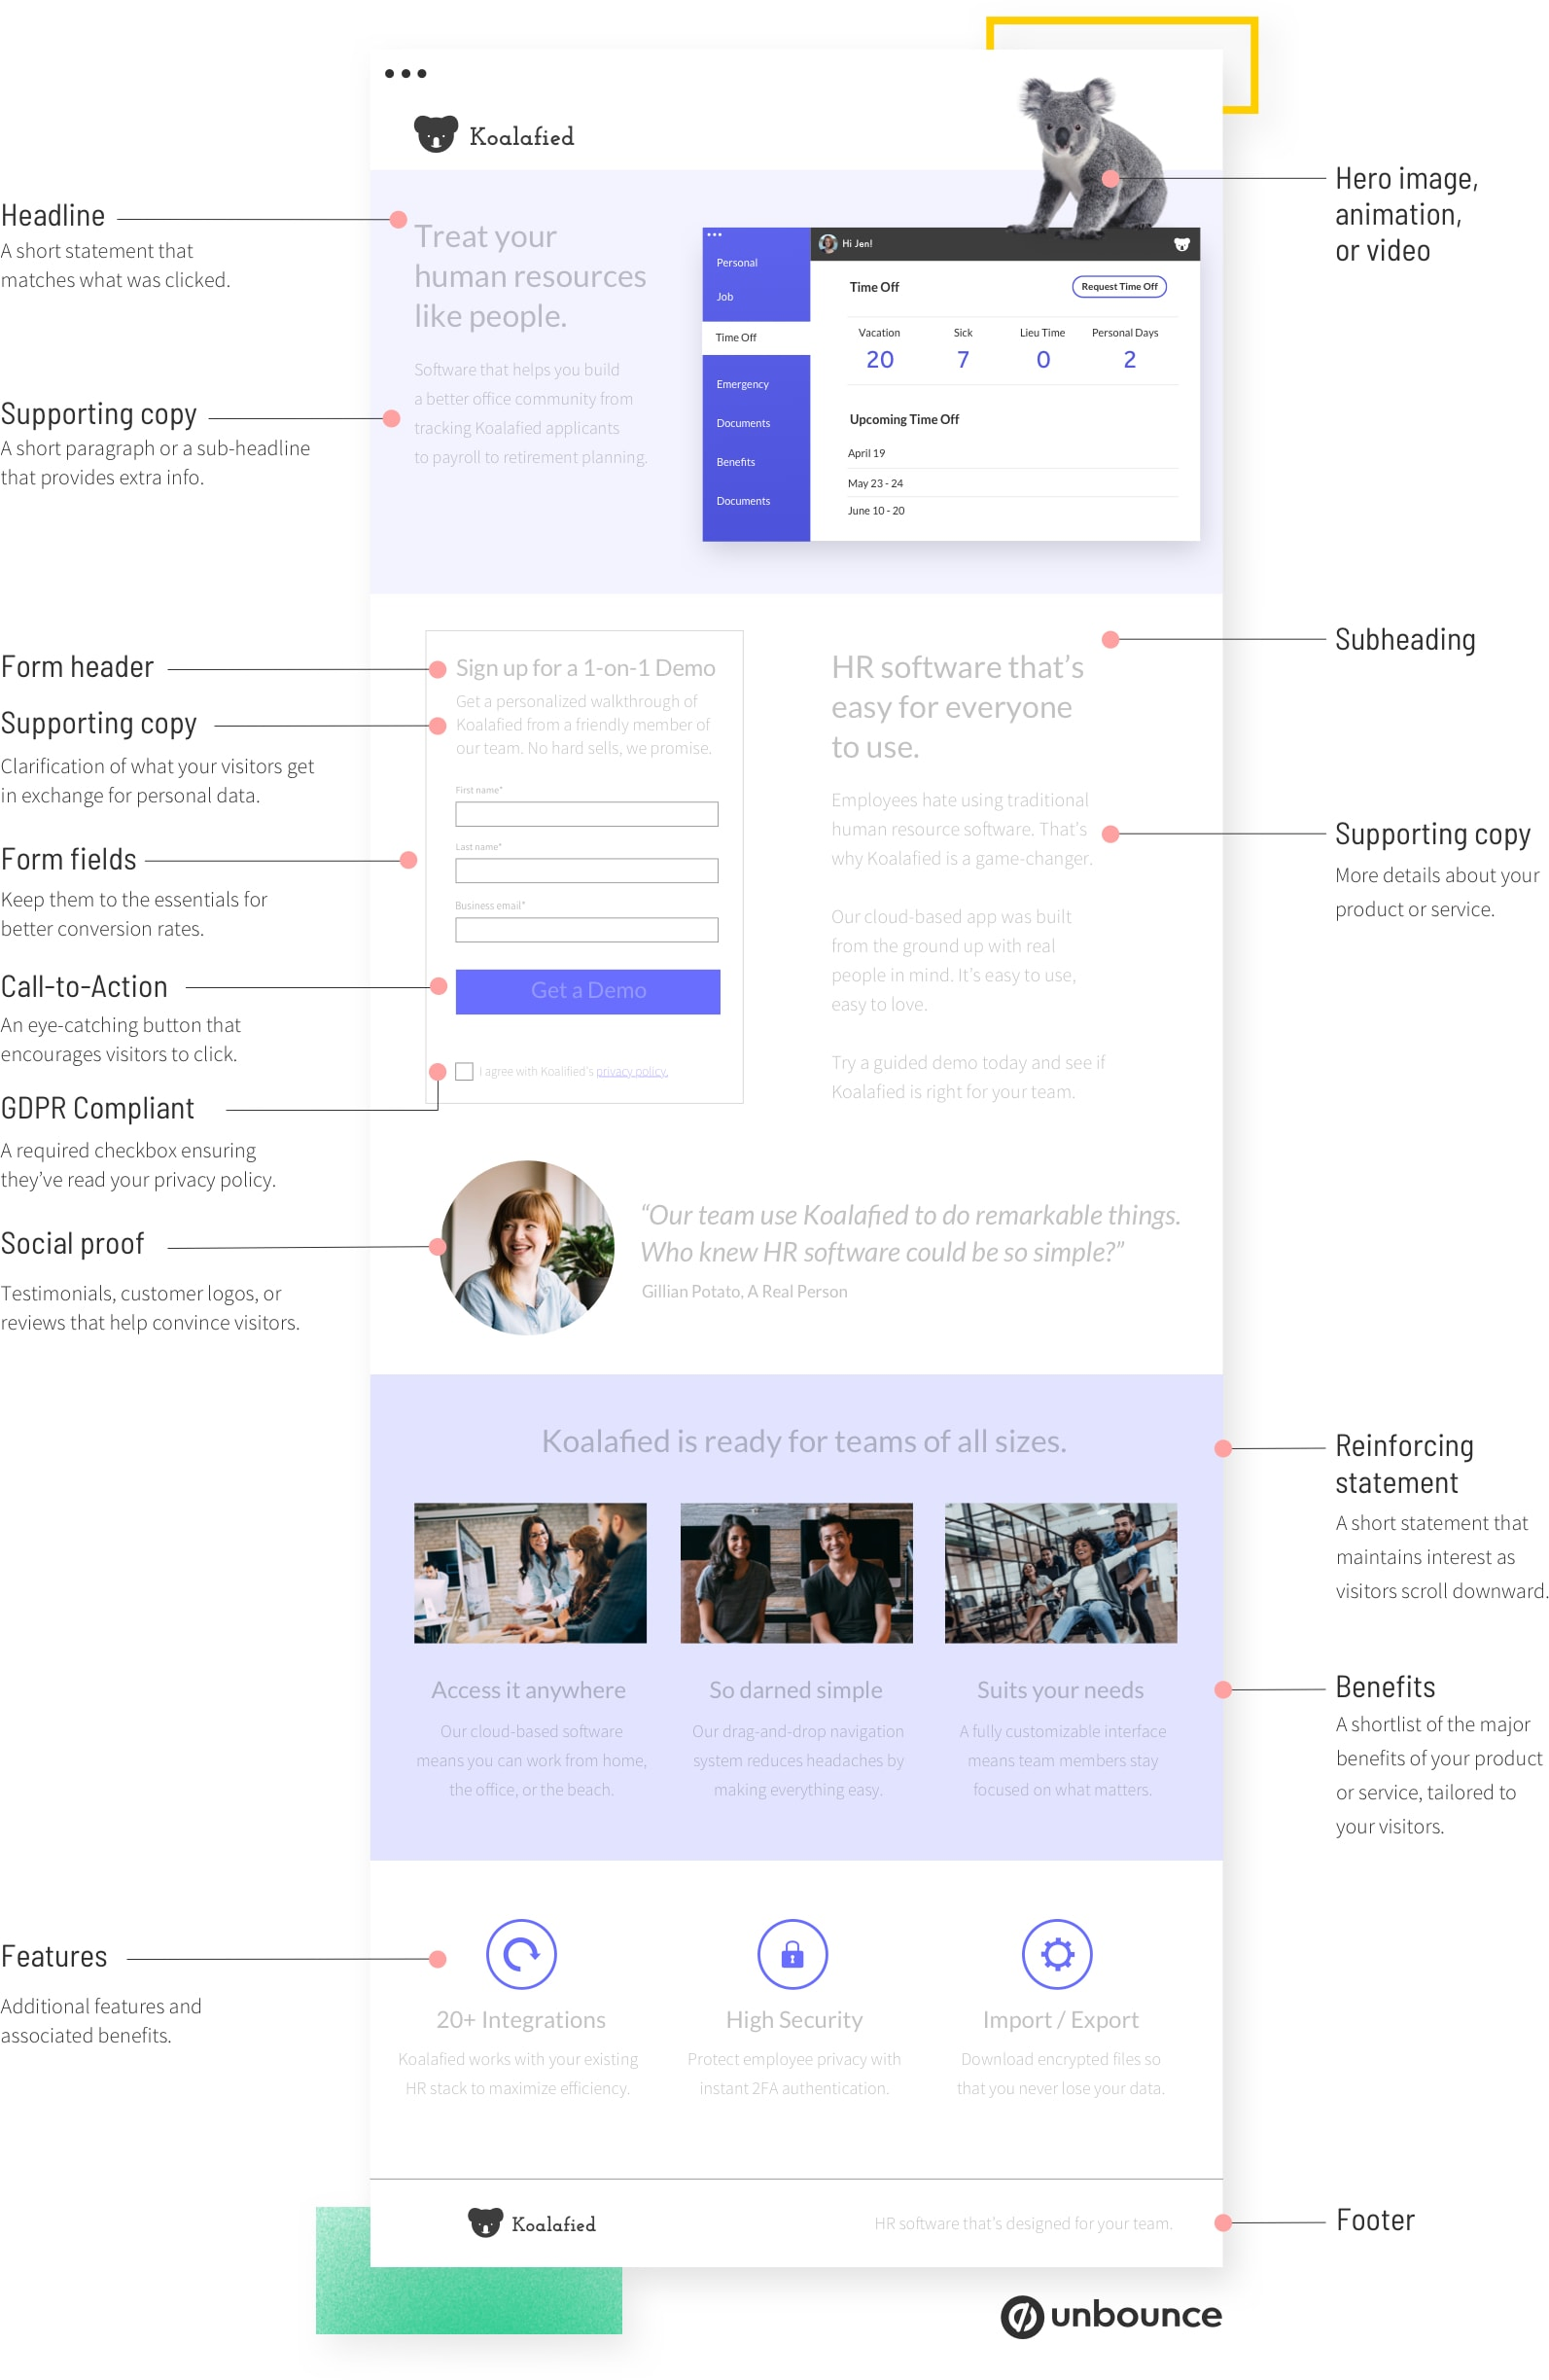 Koalafied
Hero image,
animation,
or video
Headline
A short statement that
matches what was clicked.
Treat your
human resources
like people.
Supporting copy
A short paragraph or a sub-headline
that provides extra info.
Software that helps you build
a better office community from
tracking Koalafied applicants
to payroll to retirement planning.
Hi Jen!
Personal
Job
Time Off
Emergency
Documents
Benefits
Documents
Time Off
Request Time Off
Vacation Sick Lieu Time Personal Days
20 7 0 2
Upcoming Time Off
April 19
May 23 - 24
June 10 - 20
Form header
Supporting copy
Clarification of what your visitors get
in exchange for personal data.
Form fields
Keep them to the essentials for
better conversion rates.
Call-to-Action
An eye-catching button that
encourages visitors to click.
GDPR Compliant
A required checkbox ensuring
they’ve read your privacy policy.
Sign up for a 1-on-1 Demo
Get a personalized walkthrough of
Koalafied from a friendly member of
our team. No hard sells, we promise.
First name*
Last name*
Business email*
Get a Demo
I agree with Koalified's privacy policy.
Subheading
HR software that’s
easy for everyone
to use.
Supporting copy
More details about your
product or service.
Employees hate using traditional
human resource software. That’s
why Koalafied is a game-changer.
Our cloud-based app was built
from the ground up with real
people in mind. It’s easy to use,
easy to love.
Try a guided demo today and see if
Koalafied is right for your team.
Social proof
Testimonials, customer logos, or
reviews that help convince visitors.
“Our team use Koalafied to do remarkable things.
Who knew HR software could be so simple?”
Gillian Potato, A Real Person
Reinforcing
statement
A short statement that
maintains interest as
visitors scroll downward.
Koalafied is ready for teams of all sizes.
Benefits
A shortlist of the major
benefits of your product
or service, tailored to
your visitors.
Access it anywhere
Our cloud-based software
means you can work from home,
the office, or the beach.
So darned simple
Our drag-and-drop navigation
system reduces headaches by
making everything easy.
Suits your needs
A fully customizable interface
means team members stay
focused on what matters.
Features
Additional features and
associated benefits.
20+ Integrations
Koalafied works with your existing
HR stack to maximize efficiency.
High Security
Protect employee privacy with
instant 2FA authentication.
Import / Export
Download encrypted files so
that you never lose your data.
Koalafied
HR software that’s designed for your team.
Footer
unbounce